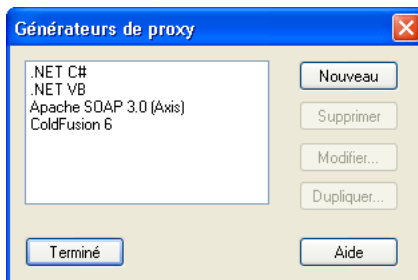 Générateurs de proxy
.NET C#
.NET VB
Apache SOAP 3.0 (Axis)
ColdFusion 6
Nouveau
Supprimer
Modifier...
Dupliquer...
Terminé
Aide